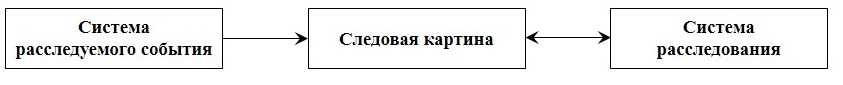 Система
расследуемого события
Следовая картина
Система
расследования